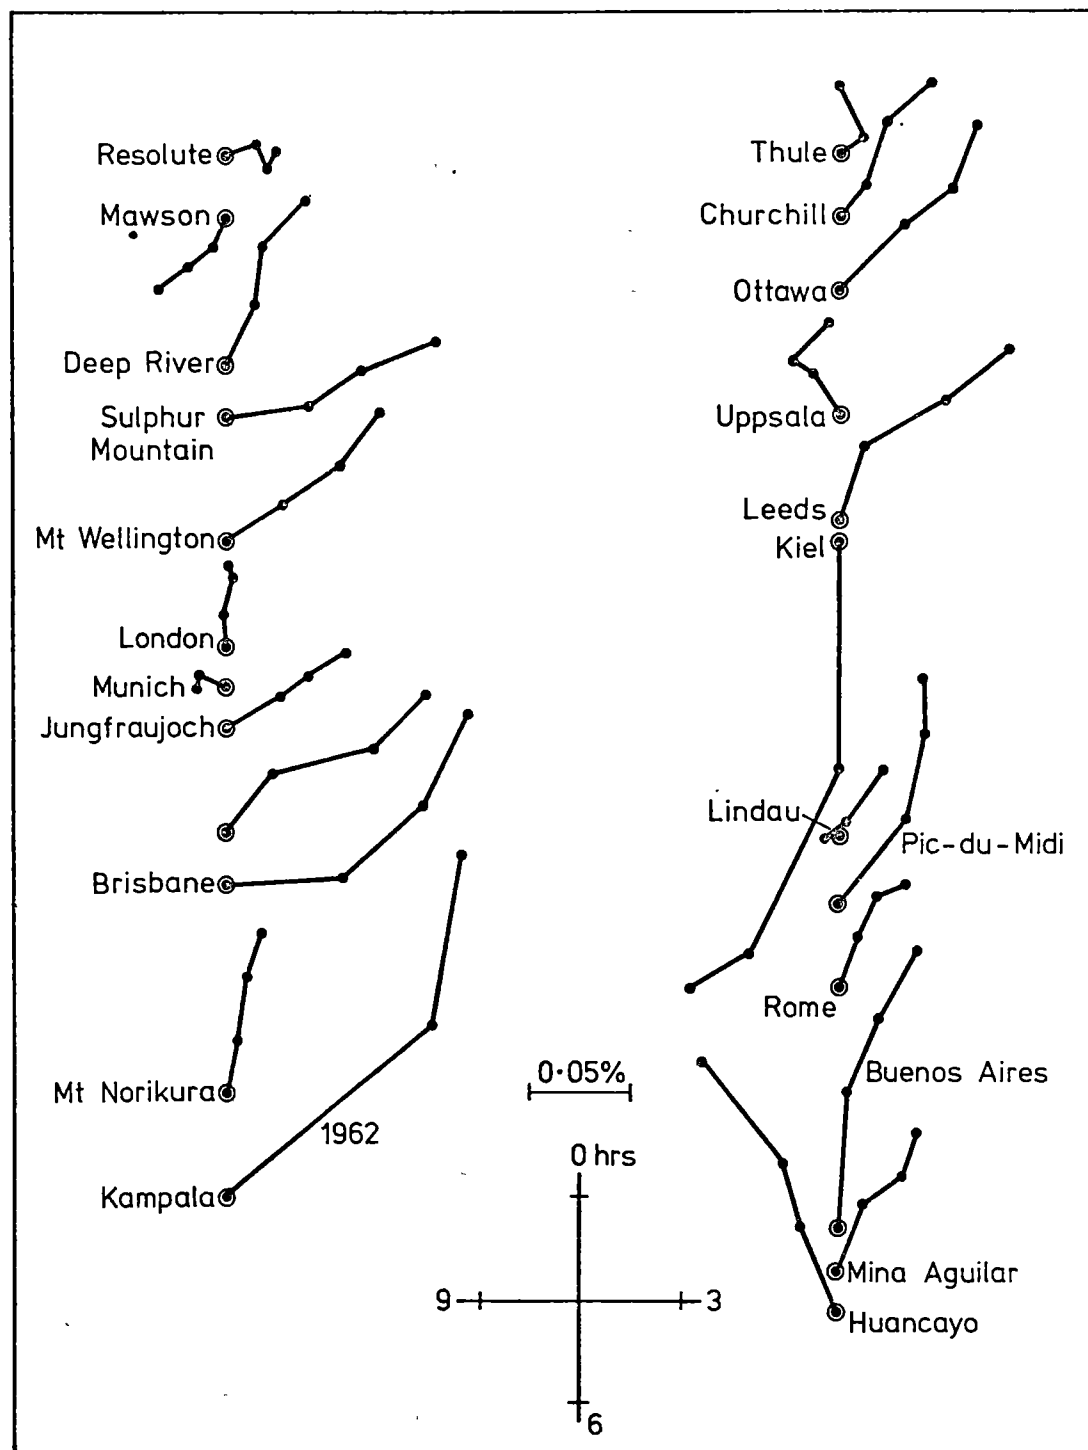 Resolute
Mawson
Deep River
Sulphur
Mountain
Mt Wellington
London
Munich
Jungfraujoch
Brisbane
Mt Norikura
1962
Kampala
Thule
Churchill
Ottawa
Uppsala
Leeds
Kiel
Lindau
Pic-du-Midi
Rome
Buenos Aires
Mina Aguilar
Huancayo
0·05%
0 hrs
9
3
6